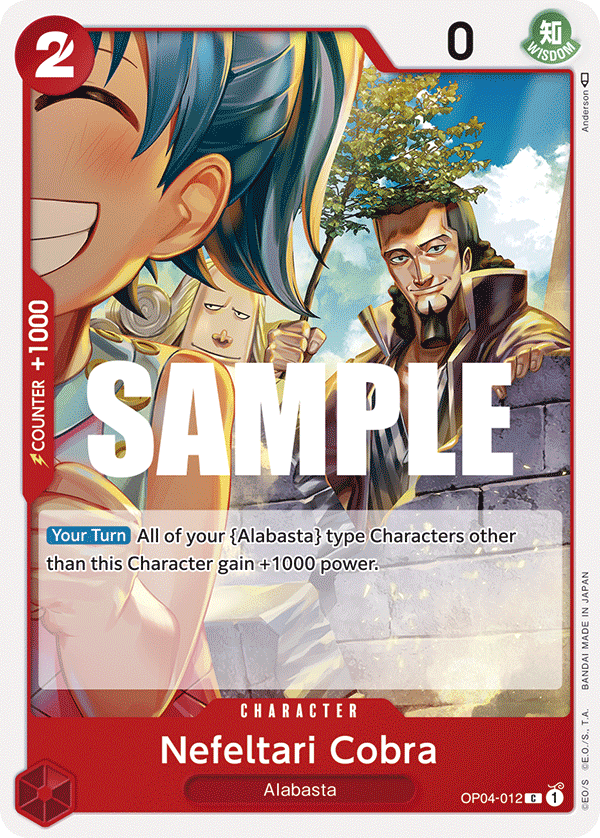 2
0
知
WISDOM
Anderson
COUNTER +1000
SAMPLE
Your Turn All of your {Alabasta} type Characters other
than this Character gain +1000 power.
CHARACTER
Nefeltari Cobra
Alabasta
OP04-012 C 1
©EO/S ©E.O./S., T.A. BANDAI MADE IN JAPAN